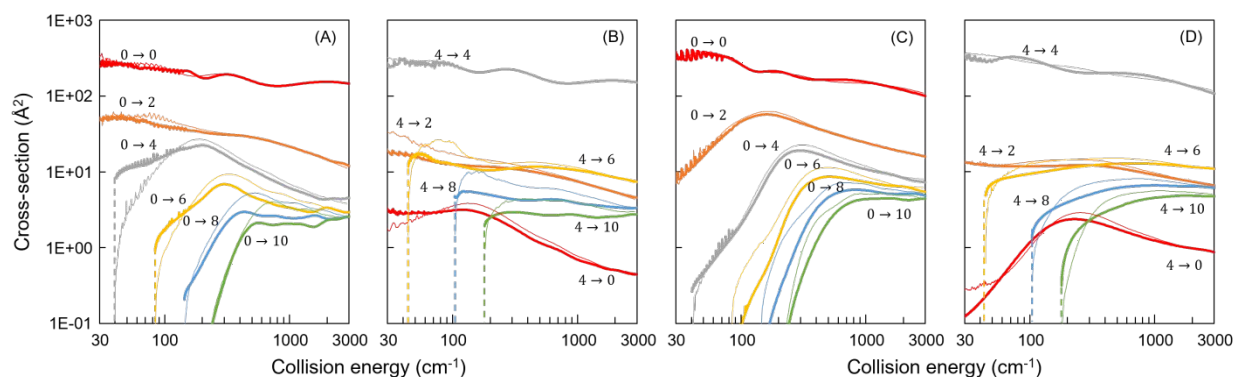 Cross-section (Å²)
1E+03
1E+02
1E+01
1E+00
1E-01
(A)
0 → 0
0 → 2
0 → 4
0 → 6
0 → 8
0 → 10
30 100 1000 3000
(B)
4 → 4
4 → 2
4 → 6
4 → 8
4 → 10
4 → 0
30 100 1000 3000
Collision energy (cm⁻¹)
(C)
0 → 0
0 → 2
0 → 4
0 → 6
0 → 8
0 → 10
30 100 1000 3000
(D)
4 → 4
4 → 2
4 → 6
4 → 8
4 → 10
4 → 0
30 100 1000 3000
Collision energy (cm⁻¹)